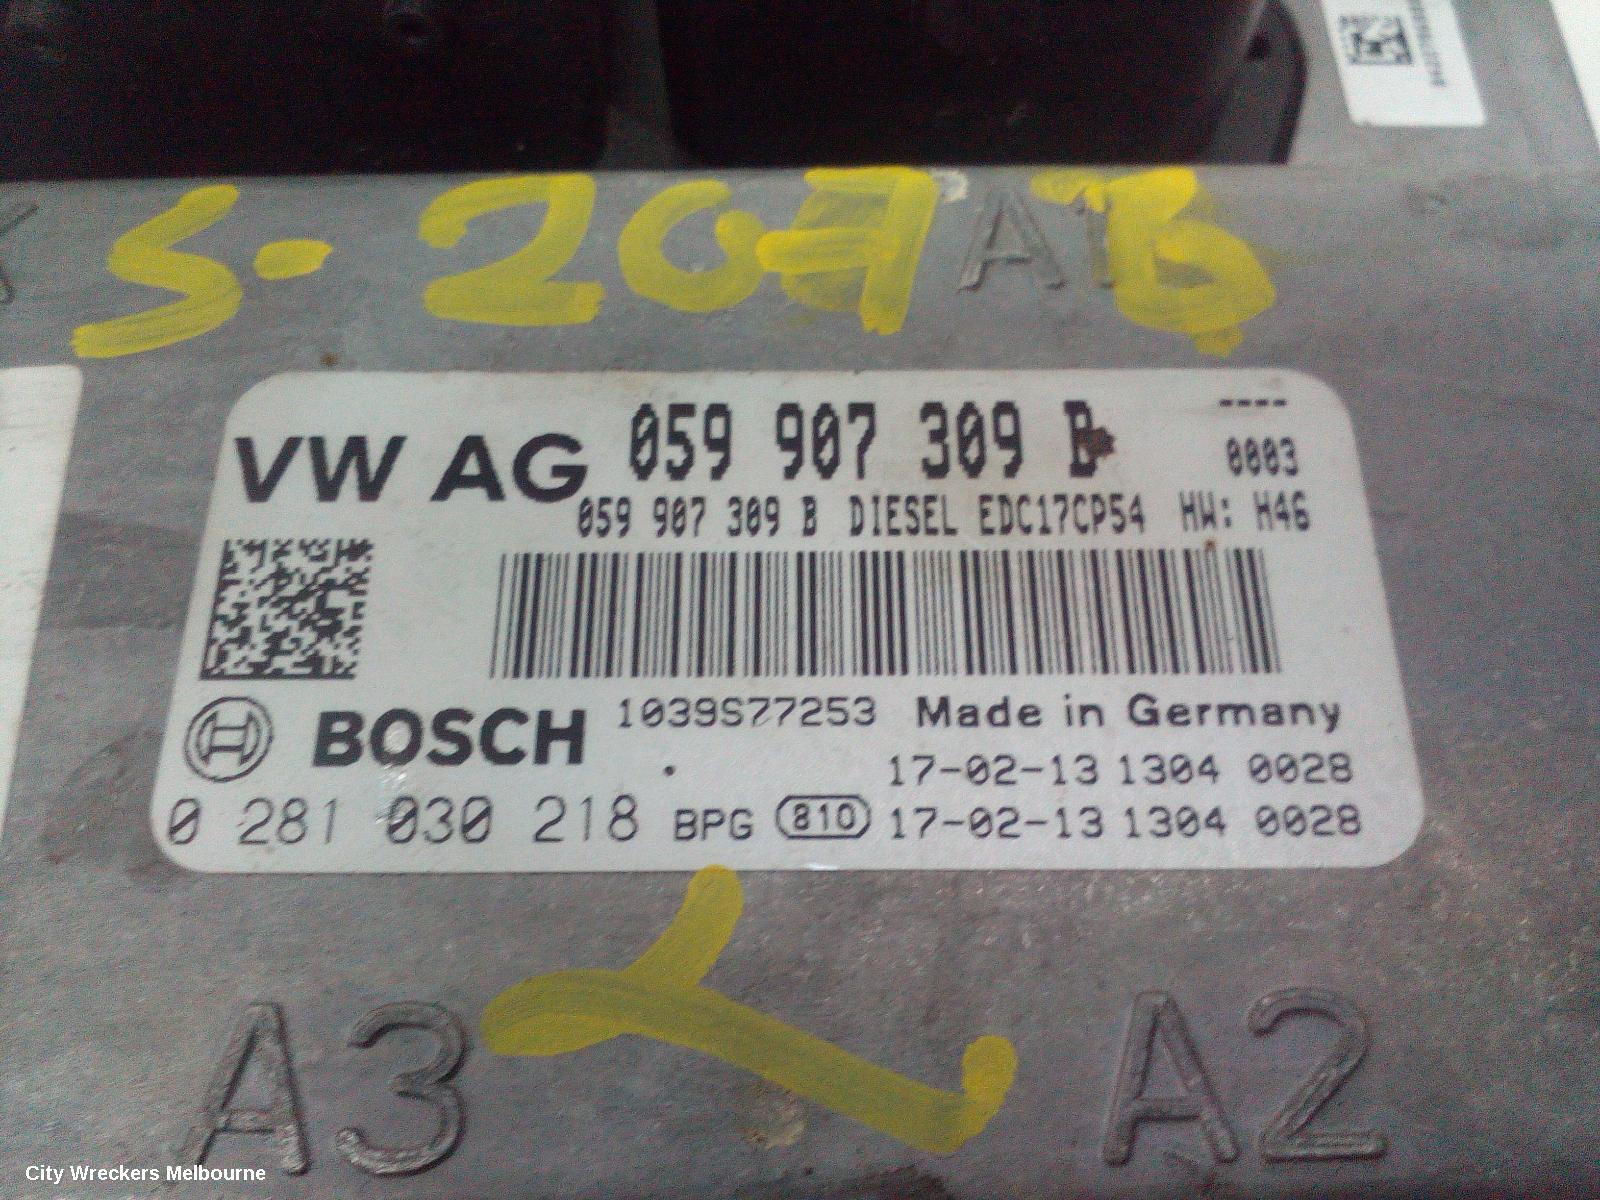 S-207B
A1
VW AG 059 907 309 B ----
0003
059 907 309 B DIESEL EDC17CP54 HW: H46
BOSCH 1039S77253 Made in Germany
17-02-13 1304 0028
0 281 030 218 BPG 810 17-02-13 1304 0028
A3 A2
City Wreckers Melbourne